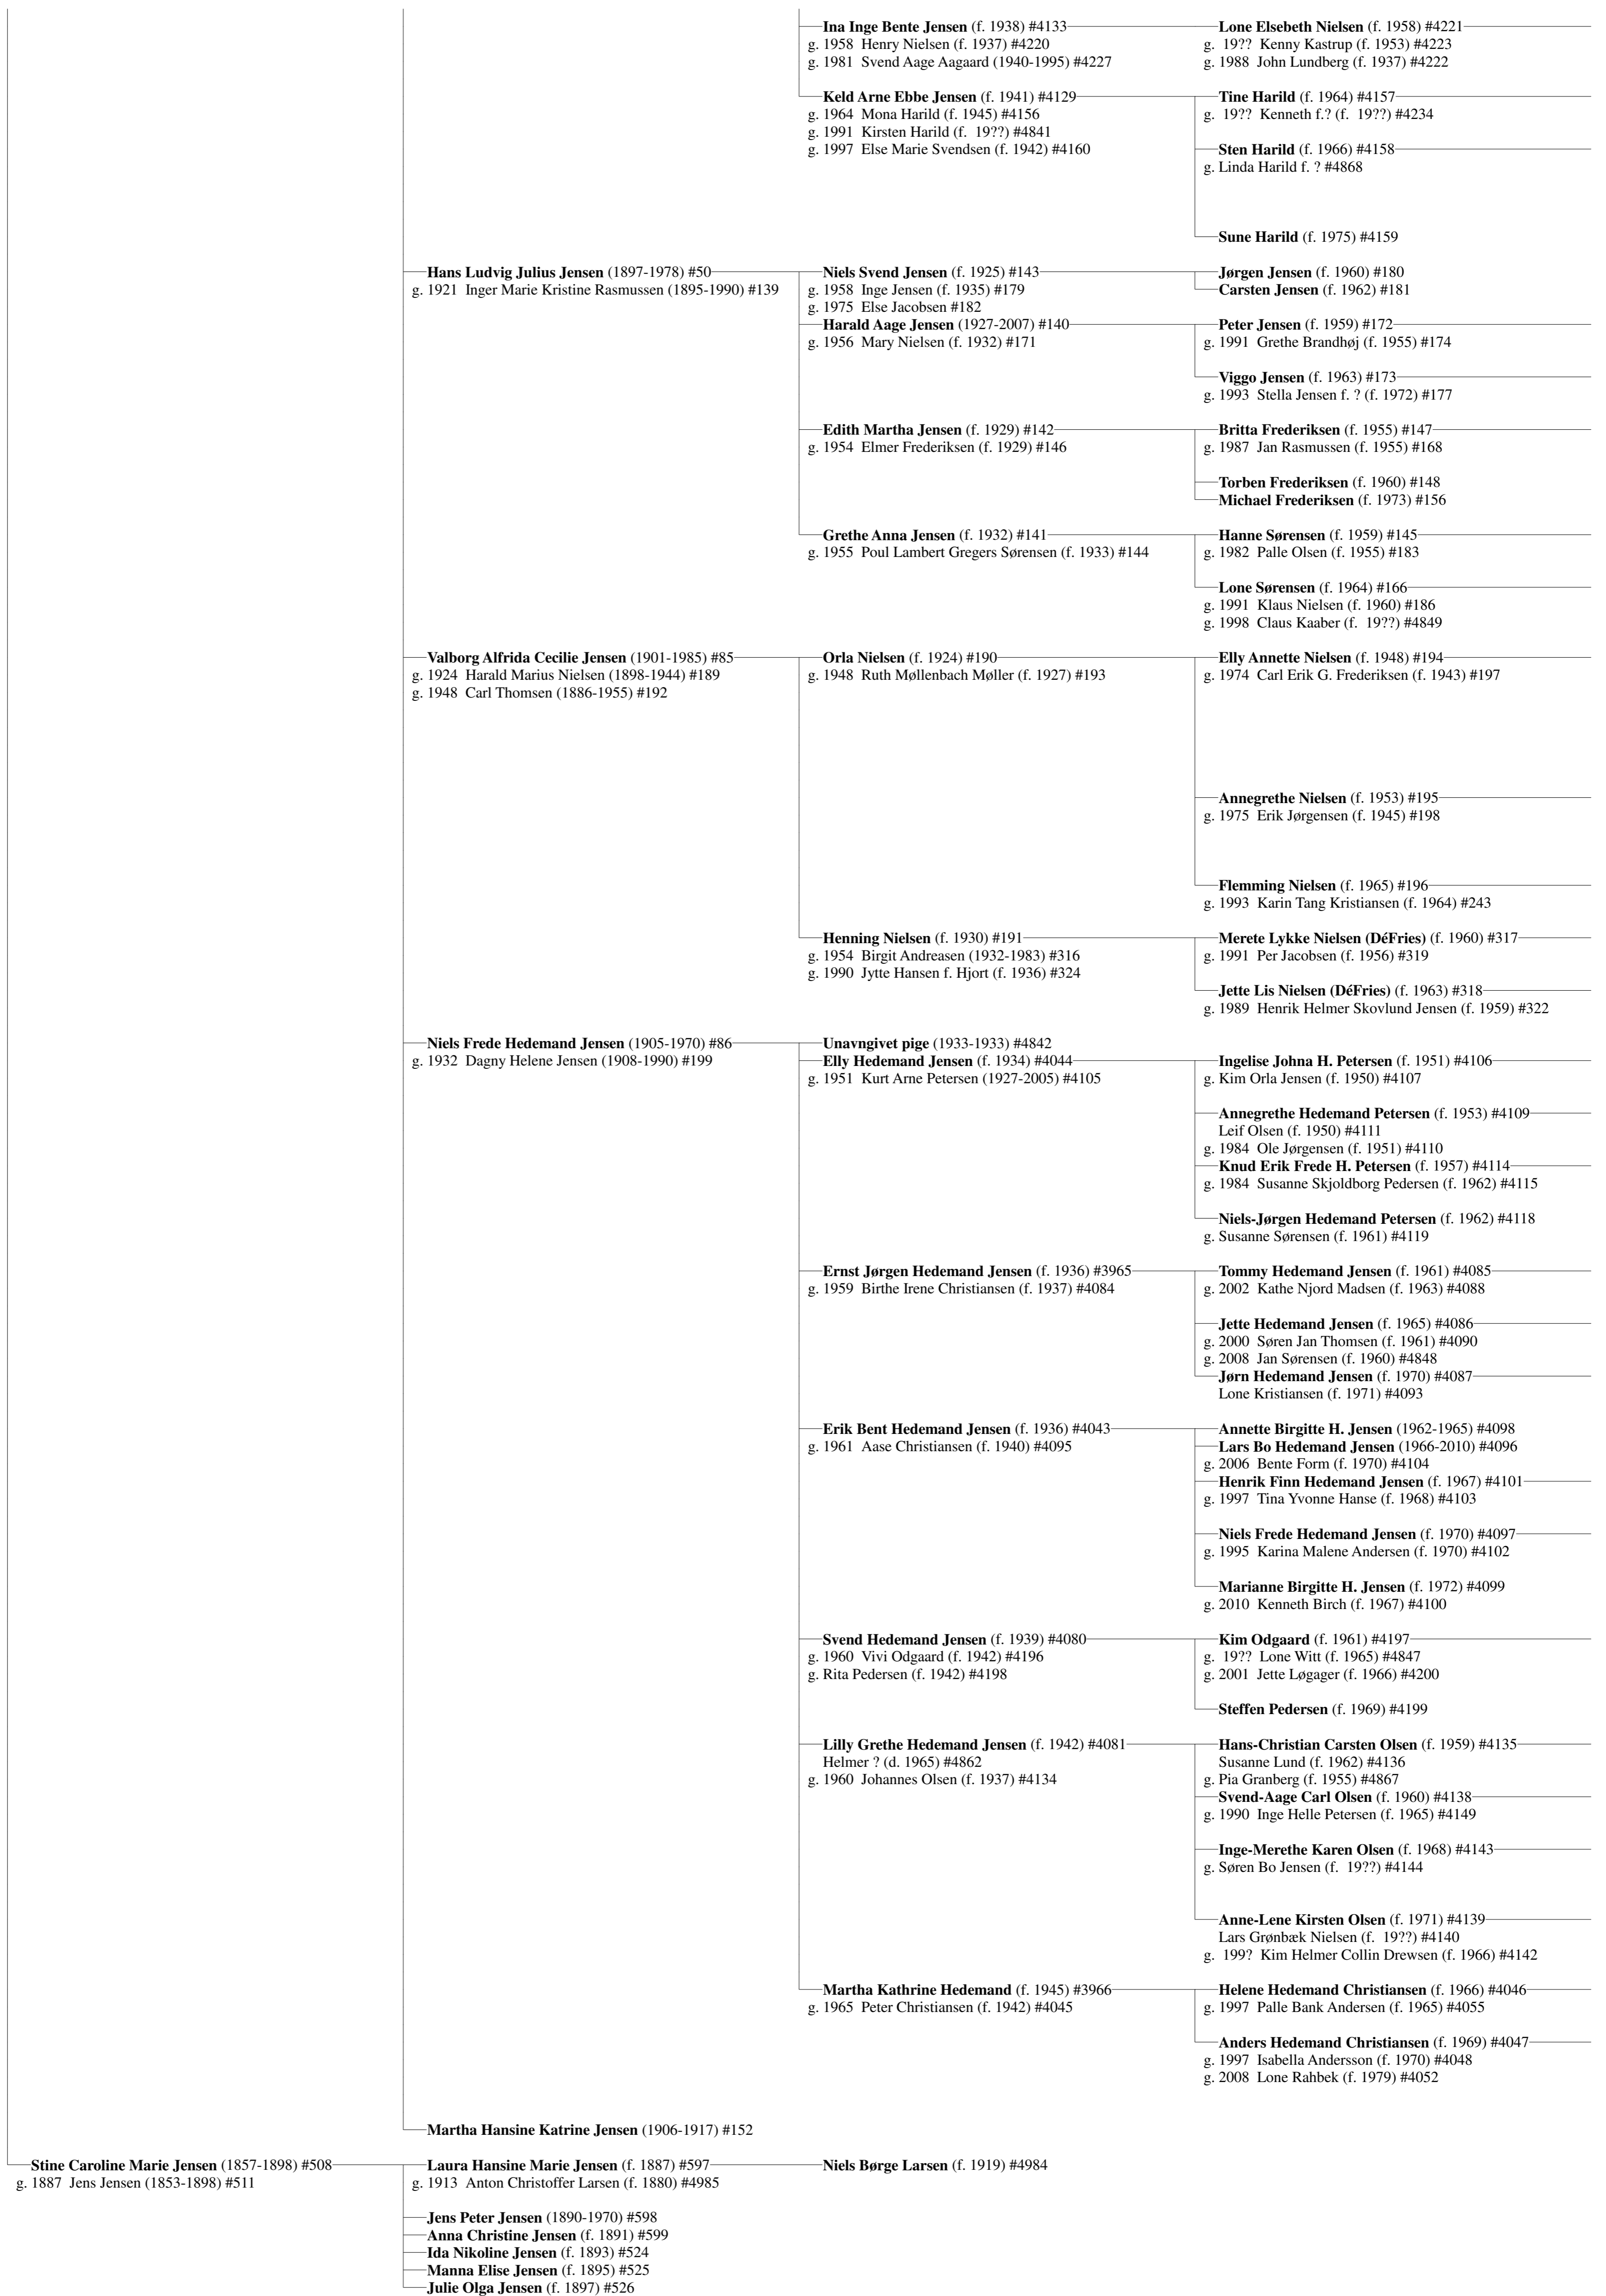 Ina Inge Bente Jensen (f. 1938) #4133
g. 1958 Henry Nielsen (f. 1937) #4220
g. 1981 Svend Aage Aagaard (1940-1995) #4227
Lone Elsebeth Nielsen (f. 1958) #4221
g. 19?? Kenny Kastrup (f. 1953) #4223
g. 1988 John Lundberg (f. 1937) #4222
Keld Arne Ebbe Jensen (f. 1941) #4129
g. 1964 Mona Harild (f. 1945) #4156
g. 1991 Kirsten Harild (f. 19??) #4841
g. 1997 Else Marie Svendsen (f. 1942) #4160
Tine Harild (f. 1964) #4157
g. 19?? Kenneth f.? (f. 19??) #4234
Sten Harild (f. 1966) #4158
g. Linda Harild f. ? #4868
Sune Harild (f. 1975) #4159
Hans Ludvig Julius Jensen (1897-1978) #50
g. 1921 Inger Marie Kristine Rasmussen (1895-1990) #139
Niels Svend Jensen (f. 1925) #143
g. 1958 Inge Jensen (f. 1935) #179
g. 1975 Else Jacobsen #182
Jørgen Jensen (f. 1960) #180
Carsten Jensen (f. 1962) #181
Harald Aage Jensen (1927-2007) #140
g. 1956 Mary Nielsen (f. 1932) #171
Peter Jensen (f. 1959) #172
g. 1991 Grethe Brandhøj (f. 1955) #174
Viggo Jensen (f. 1963) #173
g. 1993 Stella Jensen f. ? (f. 1972) #177
Edith Martha Jensen (f. 1929) #142
g. 1954 Elmer Frederiksen (f. 1929) #146
Britta Frederiksen (f. 1955) #147
g. 1987 Jan Rasmussen (f. 1955) #168
Torben Frederiksen (f. 1960) #148
Michael Frederiksen (f. 1973) #156
Grethe Anna Jensen (f. 1932) #141
g. 1955 Poul Lambert Gregers Sørensen (f. 1933) #144
Hanne Sørensen (f. 1959) #145
g. 1982 Palle Olsen (f. 1955) #183
Lone Sørensen (f. 1964) #166
g. 1991 Klaus Nielsen (f. 1960) #186
g. 1998 Claus Kaaber (f. 19??) #4849
Valborg Alfrida Cecilie Jensen (1901-1985) #85
g. 1924 Harald Marius Nielsen (1898-1944) #189
g. 1948 Carl Thomsen (1886-1955) #192
Orla Nielsen (f. 1924) #190
g. 1948 Ruth Møllenbach Møller (f. 1927) #193
Elly Annette Nielsen (f. 1948) #194
g. 1974 Carl Erik G. Frederiksen (f. 1943) #197
Annegrethe Nielsen (f. 1953) #195
g. 1975 Erik Jørgensen (f. 1945) #198
Flemming Nielsen (f. 1965) #196
g. 1993 Karin Tang Kristiansen (f. 1964) #243
Henning Nielsen (f. 1930) #191
g. 1954 Birgit Andreasen (1932-1983) #316
g. 1990 Jytte Hansen f. Hjort (f. 1936) #324
Merete Lykke Nielsen (DéFries) (f. 1960) #317
g. 1991 Per Jacobsen (f. 1956) #319
Jette Lis Nielsen (DéFries) (f. 1963) #318
g. 1989 Henrik Helmer Skovlund Jensen (f. 1959) #322
Niels Frede Hedemand Jensen (1905-1970) #86
g. 1932 Dagny Helene Jensen (1908-1990) #199
Unavngivet pige (1933-1933) #4842
Elly Hedemand Jensen (f. 1934) #4044
g. 1951 Kurt Arne Petersen (1927-2005) #4105
Ingelise Johna H. Petersen (f. 1951) #4106
g. Kim Orla Jensen (f. 1950) #4107
Annegrethe Hedemand Petersen (f. 1953) #4109
Leif Olsen (f. 1950) #4111
g. 1984 Ole Jørgensen (f. 1951) #4110
Knud Erik Frede H. Petersen (f. 1957) #4114
g. 1984 Susanne Skjoldborg Pedersen (f. 1962) #4115
Niels-Jørgen Hedemand Petersen (f. 1962) #4118
g. Susanne Sørensen (f. 1961) #4119
Ernst Jørgen Hedemand Jensen (f. 1936) #3965
g. 1959 Birthe Irene Christiansen (f. 1937) #4084
Tommy Hedemand Jensen (f. 1961) #4085
g. 2002 Kathe Njord Madsen (f. 1963) #4088
Jette Hedemand Jensen (f. 1965) #4086
g. 2000 Søren Jan Thomsen (f. 1961) #4090
g. 2008 Jan Sørensen (f. 1960) #4848
Jørn Hedemand Jensen (f. 1970) #4087
Lone Kristiansen (f. 1971) #4093
Erik Bent Hedemand Jensen (f. 1936) #4043
g. 1961 Aase Christiansen (f. 1940) #4095
Annette Birgitte H. Jensen (1962-1965) #4098
Lars Bo Hedemand Jensen (1966-2010) #4096
g. 2006 Bente Form (f. 1970) #4104
Henrik Finn Hedemand Jensen (f. 1967) #4101
g. 1997 Tina Yvonne Hanse (f. 1968) #4103
Niels Frede Hedemand Jensen (f. 1970) #4097
g. 1995 Karina Malene Andersen (f. 1970) #4102
Marianne Birgitte H. Jensen (f. 1972) #4099
g. 2010 Kenneth Birch (f. 1967) #4100
Svend Hedemand Jensen (f. 1939) #4080
g. 1960 Vivi Odgaard (f. 1942) #4196
g. Rita Pedersen (f. 1942) #4198
Kim Odgaard (f. 1961) #4197
g. 19?? Lone Witt (f. 1965) #4847
g. 2001 Jette Løgager (f. 1966) #4200
Steffen Pedersen (f. 1969) #4199
Lilly Grethe Hedemand Jensen (f. 1942) #4081
Helmer ? (d. 1965) #4862
g. 1960 Johannes Olsen (f. 1937) #4134
Hans-Christian Carsten Olsen (f. 1959) #4135
Susanne Lund (f. 1962) #4136
g. Pia Granberg (f. 1955) #4867
Svend-Aage Carl Olsen (f. 1960) #4138
g. 1990 Inge Helle Petersen (f. 1965) #4149
Inge-Merethe Karen Olsen (f. 1968) #4143
g. Søren Bo Jensen (f. 19??) #4144
Anne-Lene Kirsten Olsen (f. 1971) #4139
Lars Grønbæk Nielsen (f. 19??) #4140
g. 199? Kim Helmer Collin Drewsen (f. 1966) #4142
Martha Kathrine Hedemand (f. 1945) #3966
g. 1965 Peter Christiansen (f. 1942) #4045
Helene Hedemand Christiansen (f. 1966) #4046
g. 1997 Palle Bank Andersen (f. 1965) #4055
Anders Hedemand Christiansen (f. 1969) #4047
g. 1997 Isabella Andersson (f. 1970) #4048
g. 2008 Lone Rahbek (f. 1979) #4052
Martha Hansine Katrine Jensen (1906-1917) #152
Stine Caroline Marie Jensen (1857-1898) #508
g. 1887 Jens Jensen (1853-1898) #511
Laura Hansine Marie Jensen (f. 1887) #597
g. 1913 Anton Christoffer Larsen (f. 1880) #4985
Niels Børge Larsen (f. 1919) #4984
Jens Peter Jensen (1890-1970) #598
Anna Christine Jensen (f. 1891) #599
Ida Nikoline Jensen (f. 1893) #524
Manna Elise Jensen (f. 1895) #525
Julie Olga Jensen (f. 1897) #526